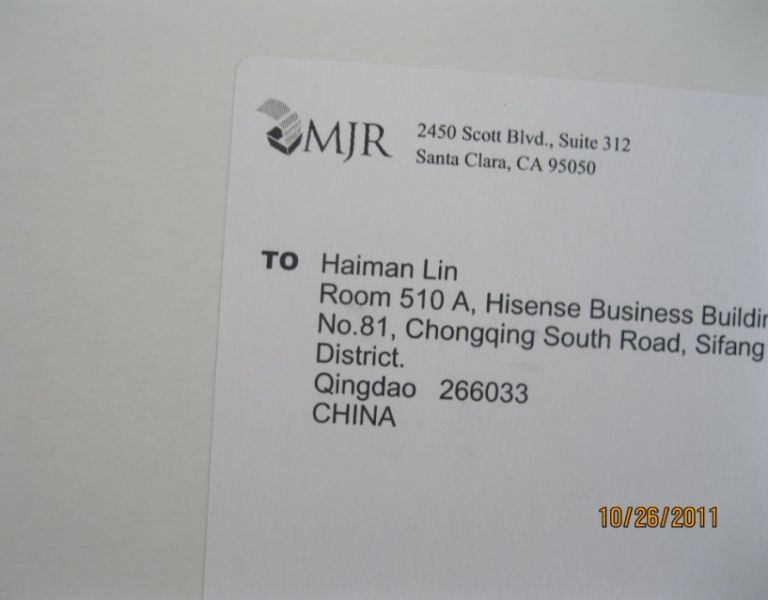 MJR
2450 Scott Blvd., Suite 312
Santa Clara, CA 95050
TO
Haiman Lin
Room 510 A, Hisense Business Buildin
No.81, Chongqing South Road, Sifang
District.
Qingdao 266033
CHINA
10/26/2011